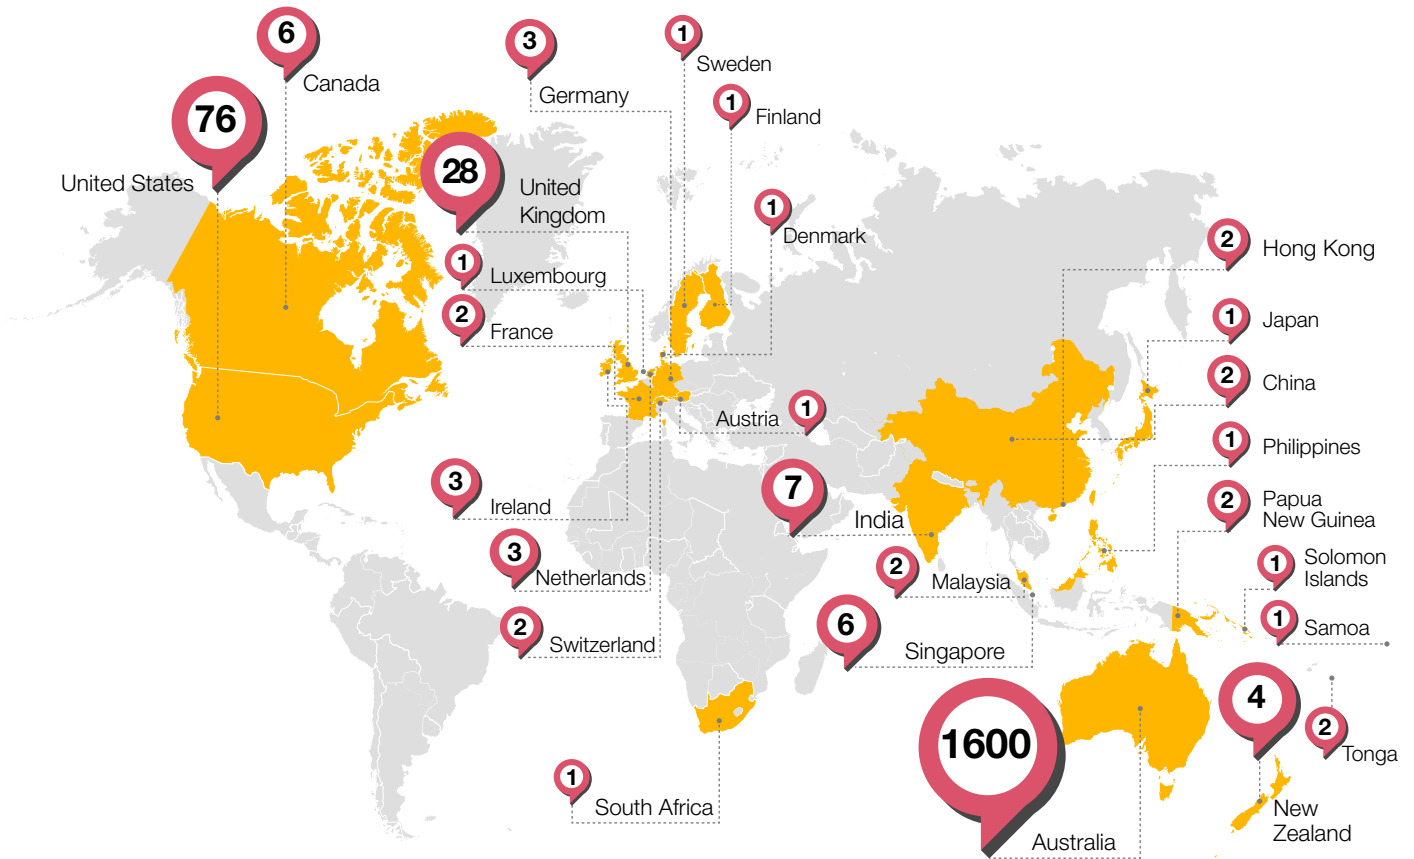 6
Canada
76
United States
3
Germany
1
Sweden
1
Finland
28
United
Kingdom
1
Denmark
1
Luxembourg
2
France
2
Hong Kong
1
Japan
2
China
1
Philippines
2
Papua
New Guinea
1
Solomon
Islands
1
Samoa
Austria
1
3
Ireland
7
India
3
Netherlands
2
Malaysia
2
Switzerland
6
Singapore
1600
Australia
4
New
Zealand
2
Tonga
1
South Africa